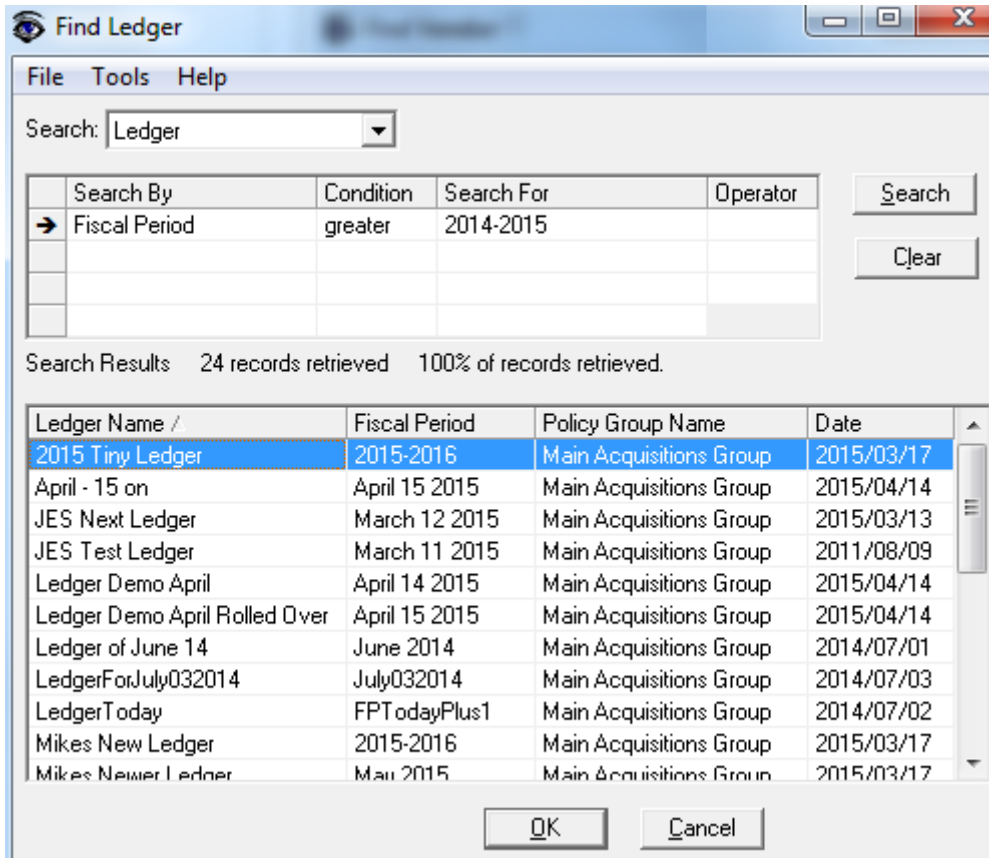 Find Ledger
File Tools Help
Search: Ledger
Search By Condition Search For Operator
Fiscal Period greater 2014-2015
Search
Clear
Search Results 24 records retrieved 100% of records retrieved.
Ledger Name Fiscal Period Policy Group Name Date
2015 Tiny Ledger 2015-2016 Main Acquisitions Group 2015/03/17
April - 15 on April 15 2015 Main Acquisitions Group 2015/04/14
JES Next Ledger March 12 2015 Main Acquisitions Group 2015/03/13
JES Test Ledger March 11 2015 Main Acquisitions Group 2011/08/09
Ledger Demo April April 14 2015 Main Acquisitions Group 2015/04/14
Ledger Demo April Rolled Over April 15 2015 Main Acquisitions Group 2015/04/14
Ledger of June 14 June 2014 Main Acquisitions Group 2014/07/01
LedgerForJuly032014 July032014 Main Acquisitions Group 2014/07/03
LedgerToday FPTodayPlus1 Main Acquisitions Group 2014/07/02
Mikes New Ledger 2015-2016 Main Acquisitions Group 2015/03/17
Mikes Newer Ledger May 2015 Main Acquisitions Group 2015/03/17
OK Cancel